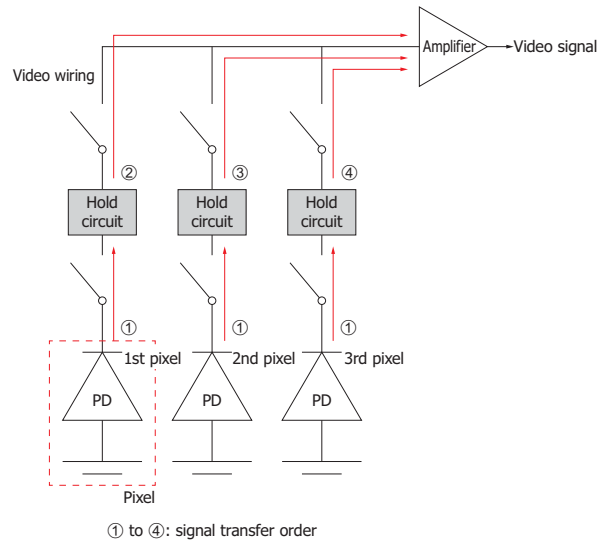 Amplifier
Video signal
Video wiring
② ③ ④
Hold circuit
Hold circuit
Hold circuit
① ① ①
1st pixel
2nd pixel
3rd pixel
PD PD PD
Pixel
① to ④: signal transfer order